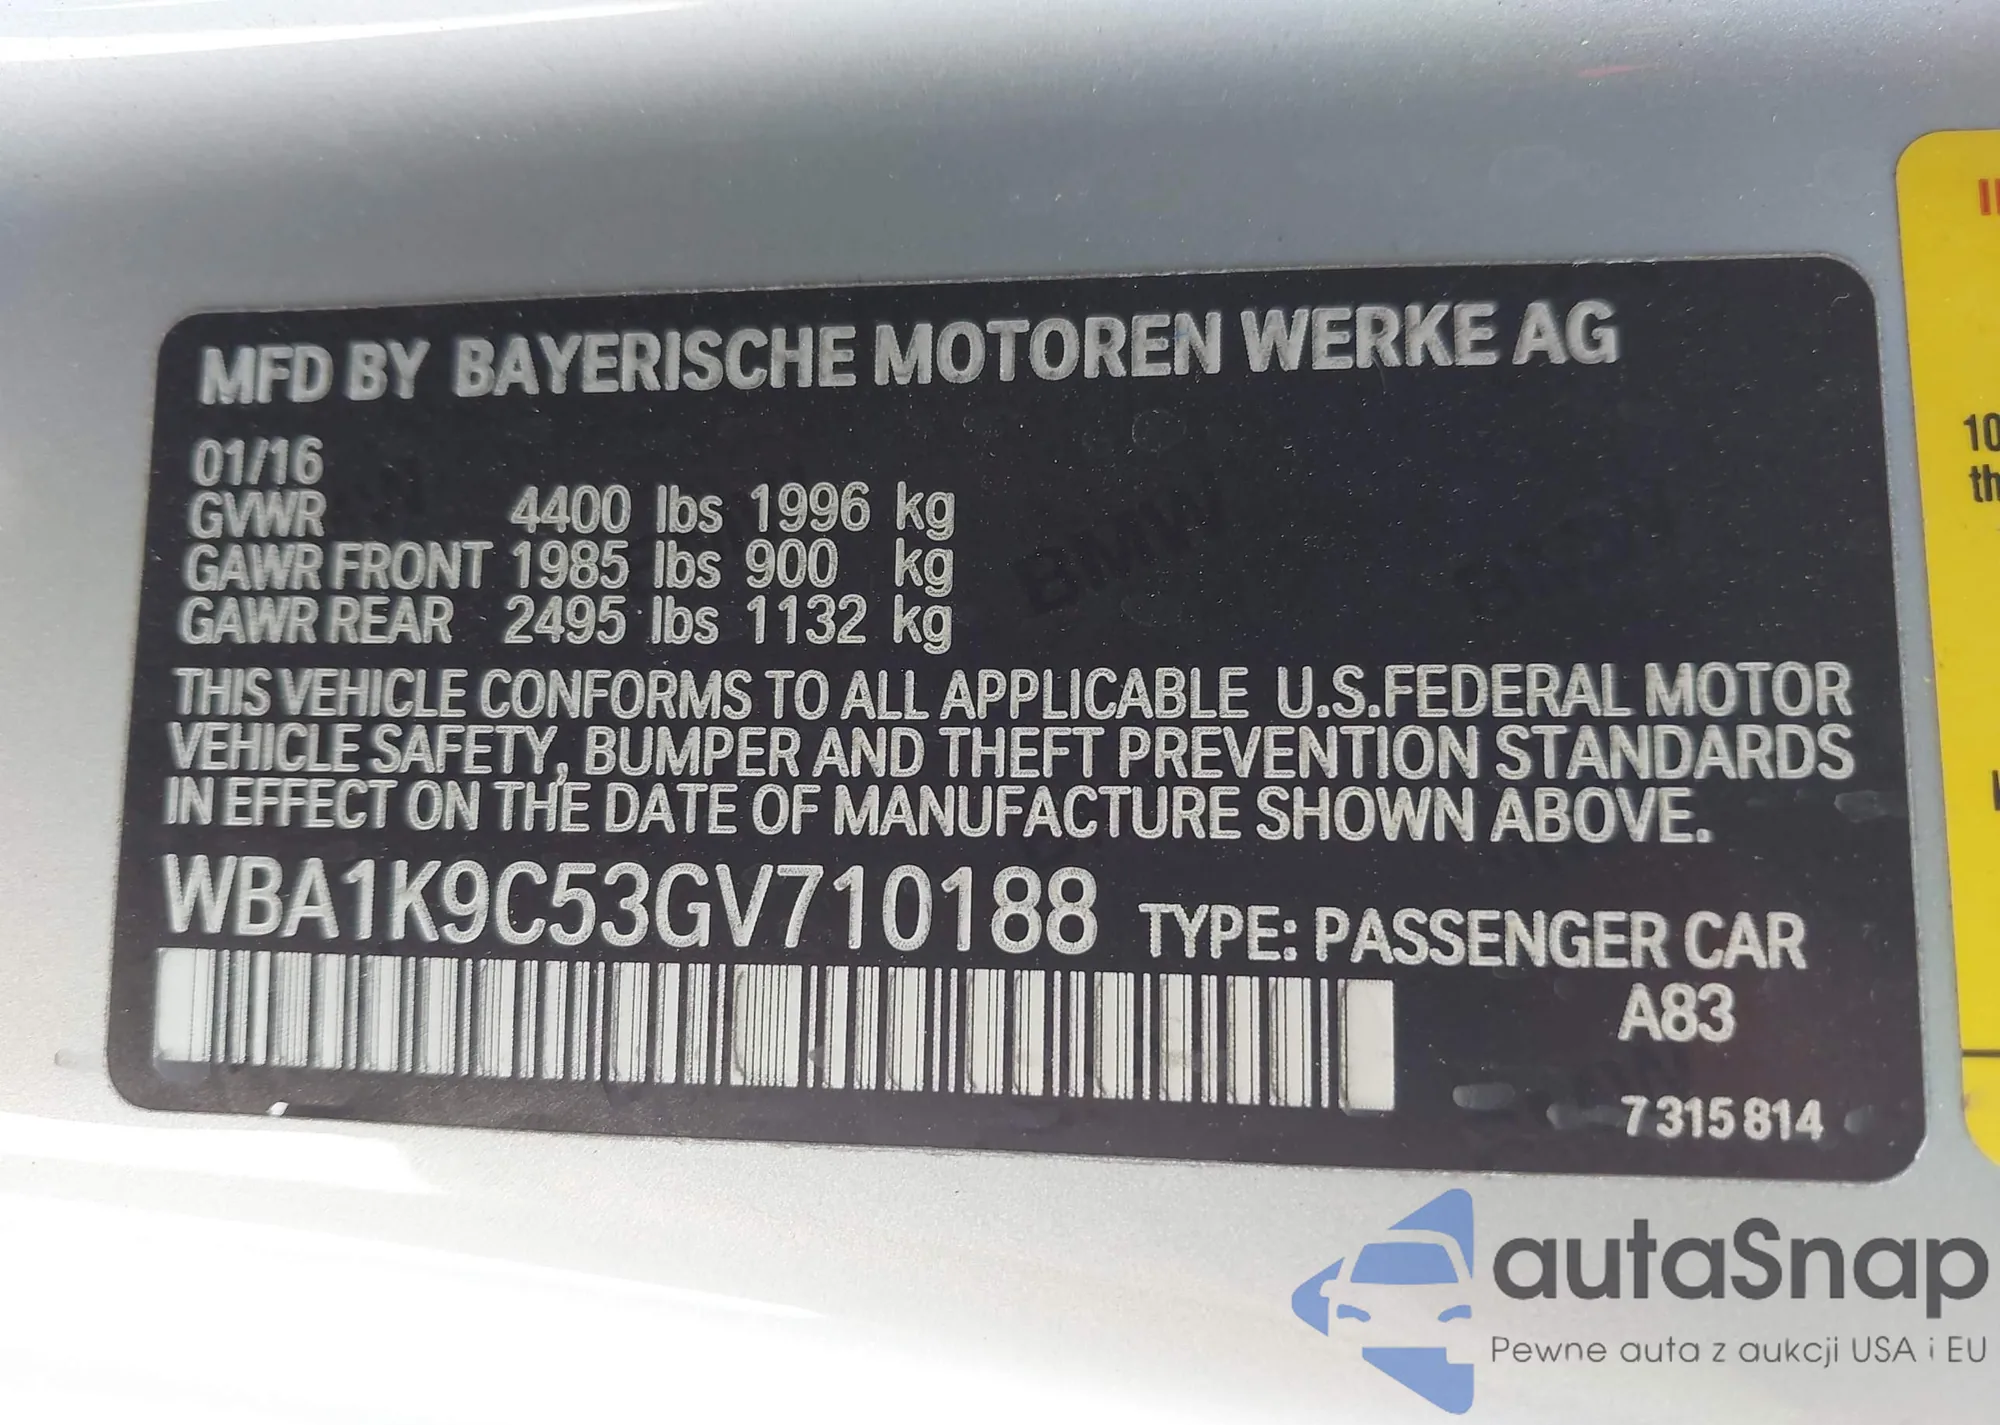 MFD BY BAYERISCHE MOTOREN WERKE AG
01/16
GVWR 4400 lbs 1996 kg
GAWR FRONT 1985 lbs 900 kg
GAWR REAR 2495 lbs 1132 kg
THIS VEHICLE CONFORMS TO ALL APPLICABLE U.S.FEDERAL MOTOR
VEHICLE SAFETY, BUMPER AND THEFT PREVENTION STANDARDS
IN EFFECT ON THE DATE OF MANUFACTURE SHOWN ABOVE.
WBA1K9C53GV710188 TYPE: PASSENGER CAR
A83
7 315 814
10
th
autaSnap
Pewne auta z aukcji USA i EU